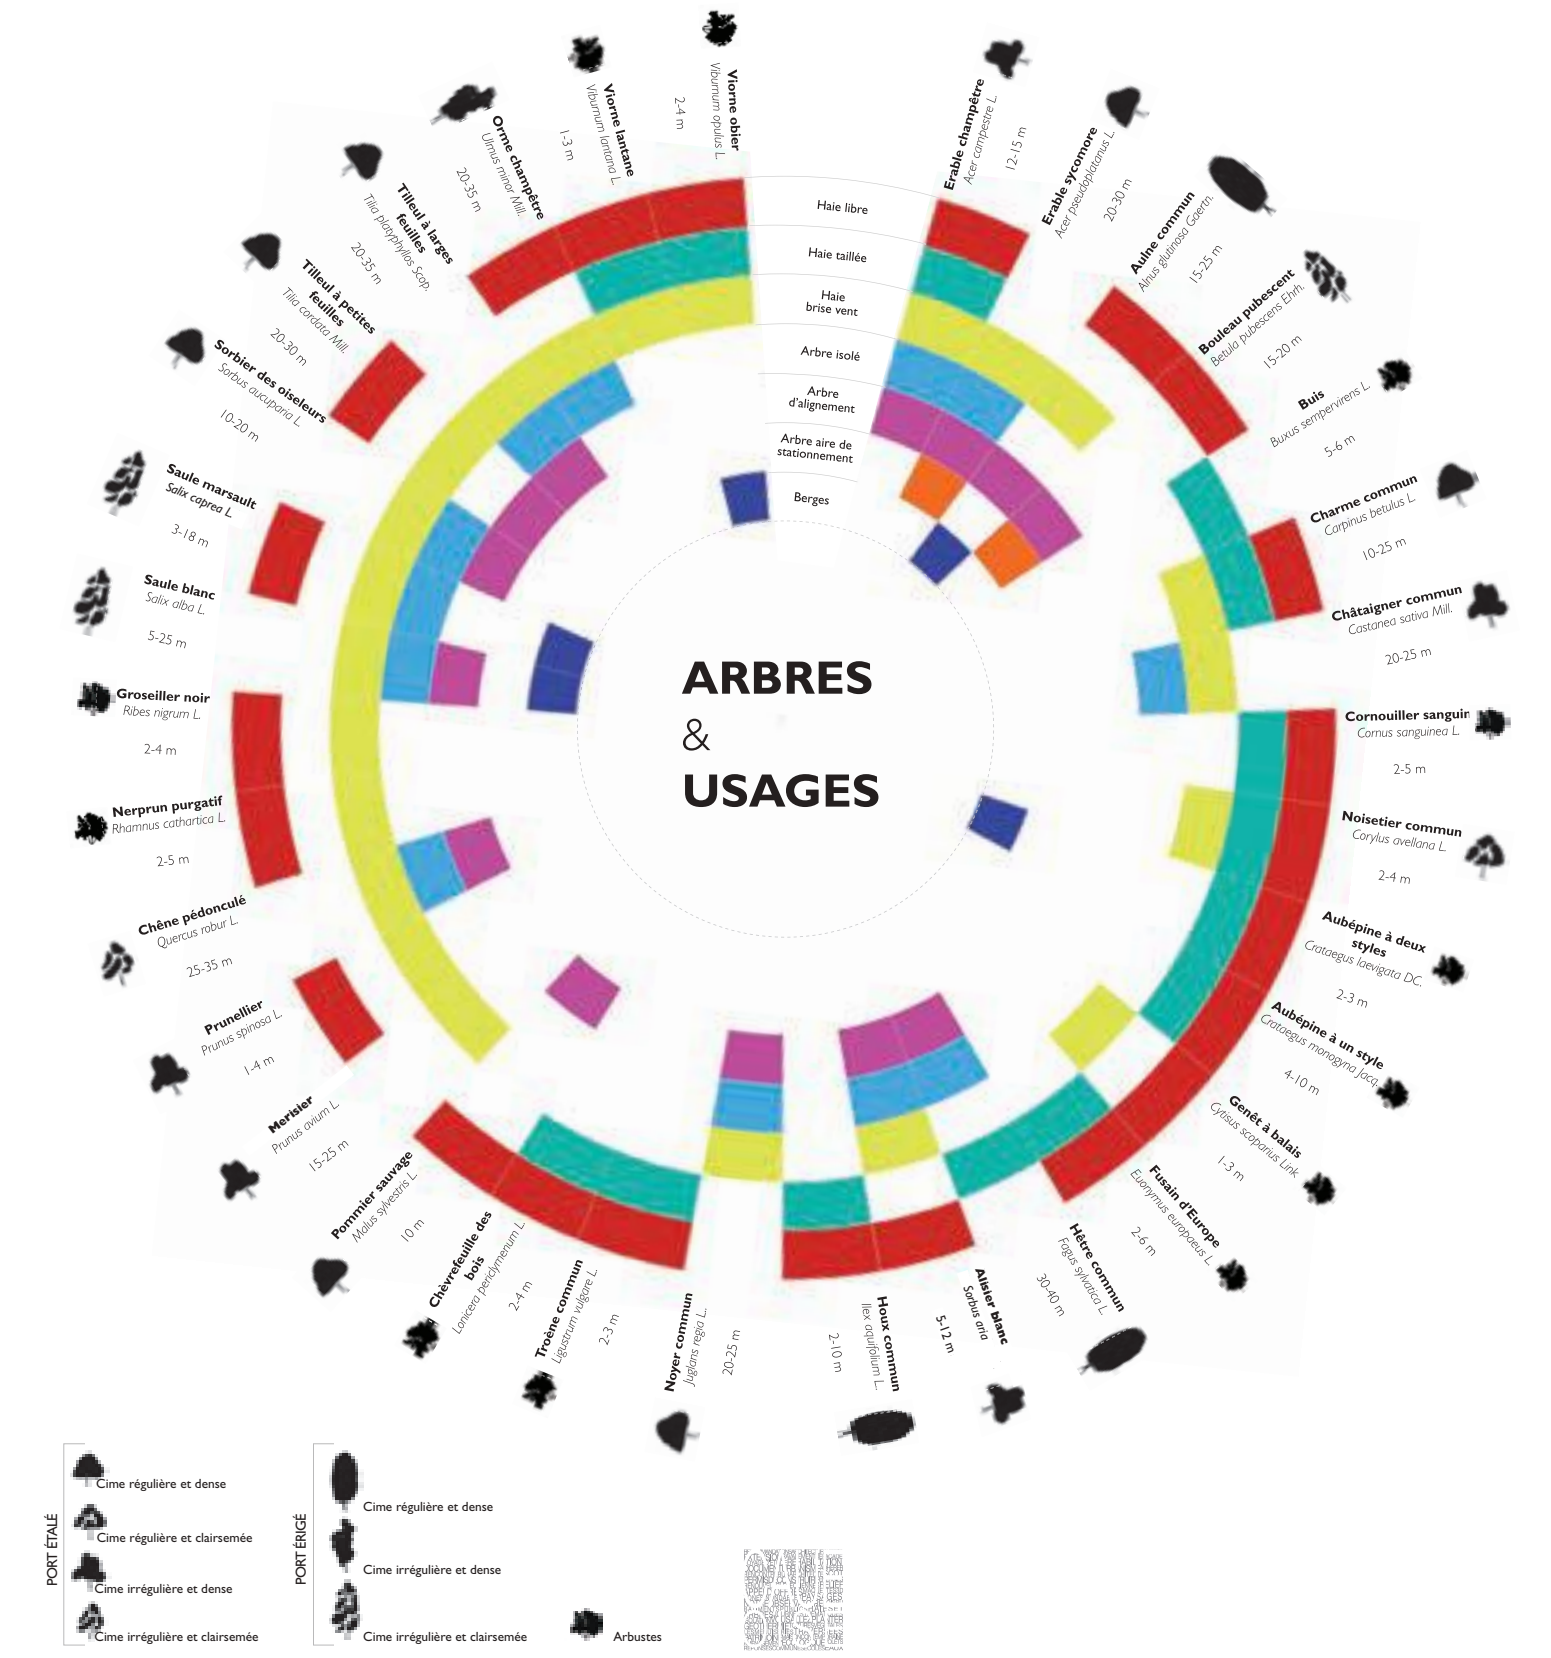 Viorne obier
Viburnum opulus L.
2-4 m
Erable champêtre
Acer campestre L.
12-15 m
Erable sycomore
Acer pseudoplatanus L.
20-30 m
Aulne commun
Alnus glutinosa Gaertn.
15-25 m
Bouleau pubescent
Betula pubescens Ehrh.
15-20 m
Buis
Buxus sempervirens L.
5-6 m
Charme commun
Carpinus betulus L.
10-25 m
Châtaigner commun
Castanea sativa Mill.
20-25 m
Cornouiller sanguin
Cornus sanguinea L.
2-5 m
Noisetier commun
Corylus avellana L.
2-4 m
Aubépine à deux
styles
Crataegus laevigata DC.
2-3 m
Aubépine à un style
Crataegus monogyna Jacq.
4-10 m
Genêt à balais
Cytisus scoparius Link
1-3 m
Fusain d'Europe
Euonymus europaeus L.
2-6 m
Hêtre commun
Fagus sylvatica L.
30-40 m
Alisier blanc
Sorbus aria
5-12 m
Houx commun
Ilex aquifolium L.
2-10 m
Noyer commun
Juglans regia L.
20-25 m
Troène commun
Ligustrum vulgare L.
2-3 m
Chèvrefeuille des
bois
Lonicera periclymenum L.
2-4 m
Pommier sauvage
Malus sylvestris L.
10 m
Merisier
Prunus avium L.
15-25 m
Prunellier
Prunus spinosa L.
1-4 m
Chêne pédonculé
Quercus robur L.
25-35 m
Nerprun purgatif
Rhamnus cathartica L.
2-5 m
Groseiller noir
Ribes nigrum L.
2-4 m
Saule blanc
Salix alba L.
5-25 m
Saule marsault
Salix caprea L.
3-18 m
Sorbier des oiseleurs
Sorbus aucuparia L.
10-20 m
Tilleul à petites
feuilles
Tilia cordata Mill.
20-30 m
Tilleul à larges
feuilles
Tilia platyphyllos Scop.
20-35 m
Orme champêtre
Ulmus minor Mill.
20-35 m
Viorne lantane
Viburnum lantana L.
1-3 m
Haie libre
Haie taillée
Haie
brise vent
Arbre isolé
Arbre
d'alignement
Arbre aire de
stationnement
Berges
ARBRES
&
USAGES
PORT ÉTALÉ
Cime régulière et dense
Cime régulière et clairsemée
Cime irrégulière et dense
Cime irrégulière et clairsemée
PORT ÉRIGÉ
Cime régulière et dense
Cime irrégulière et dense
Cime irrégulière et clairsemée
Arbustes